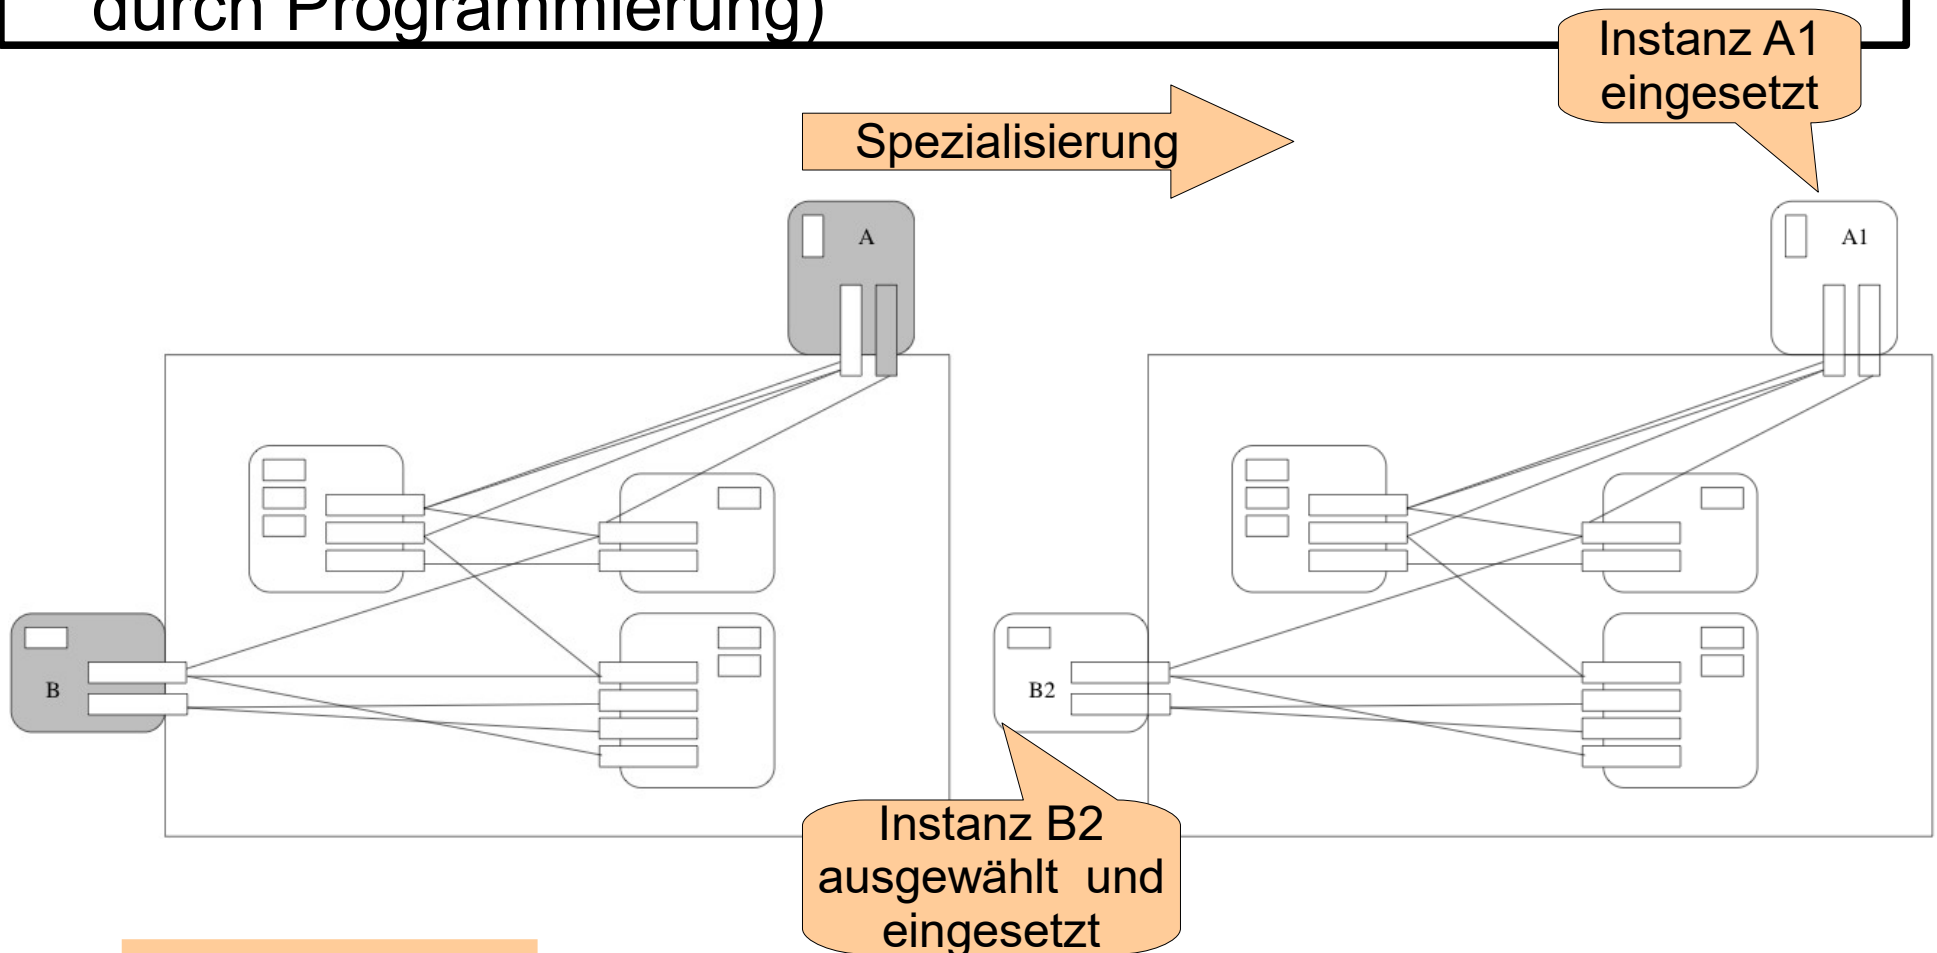 durch Programmierung)
Instanz A1
eingesetzt
Spezialisierung
A
A1
B
B2
Instanz B2
ausgewählt und
eingesetzt